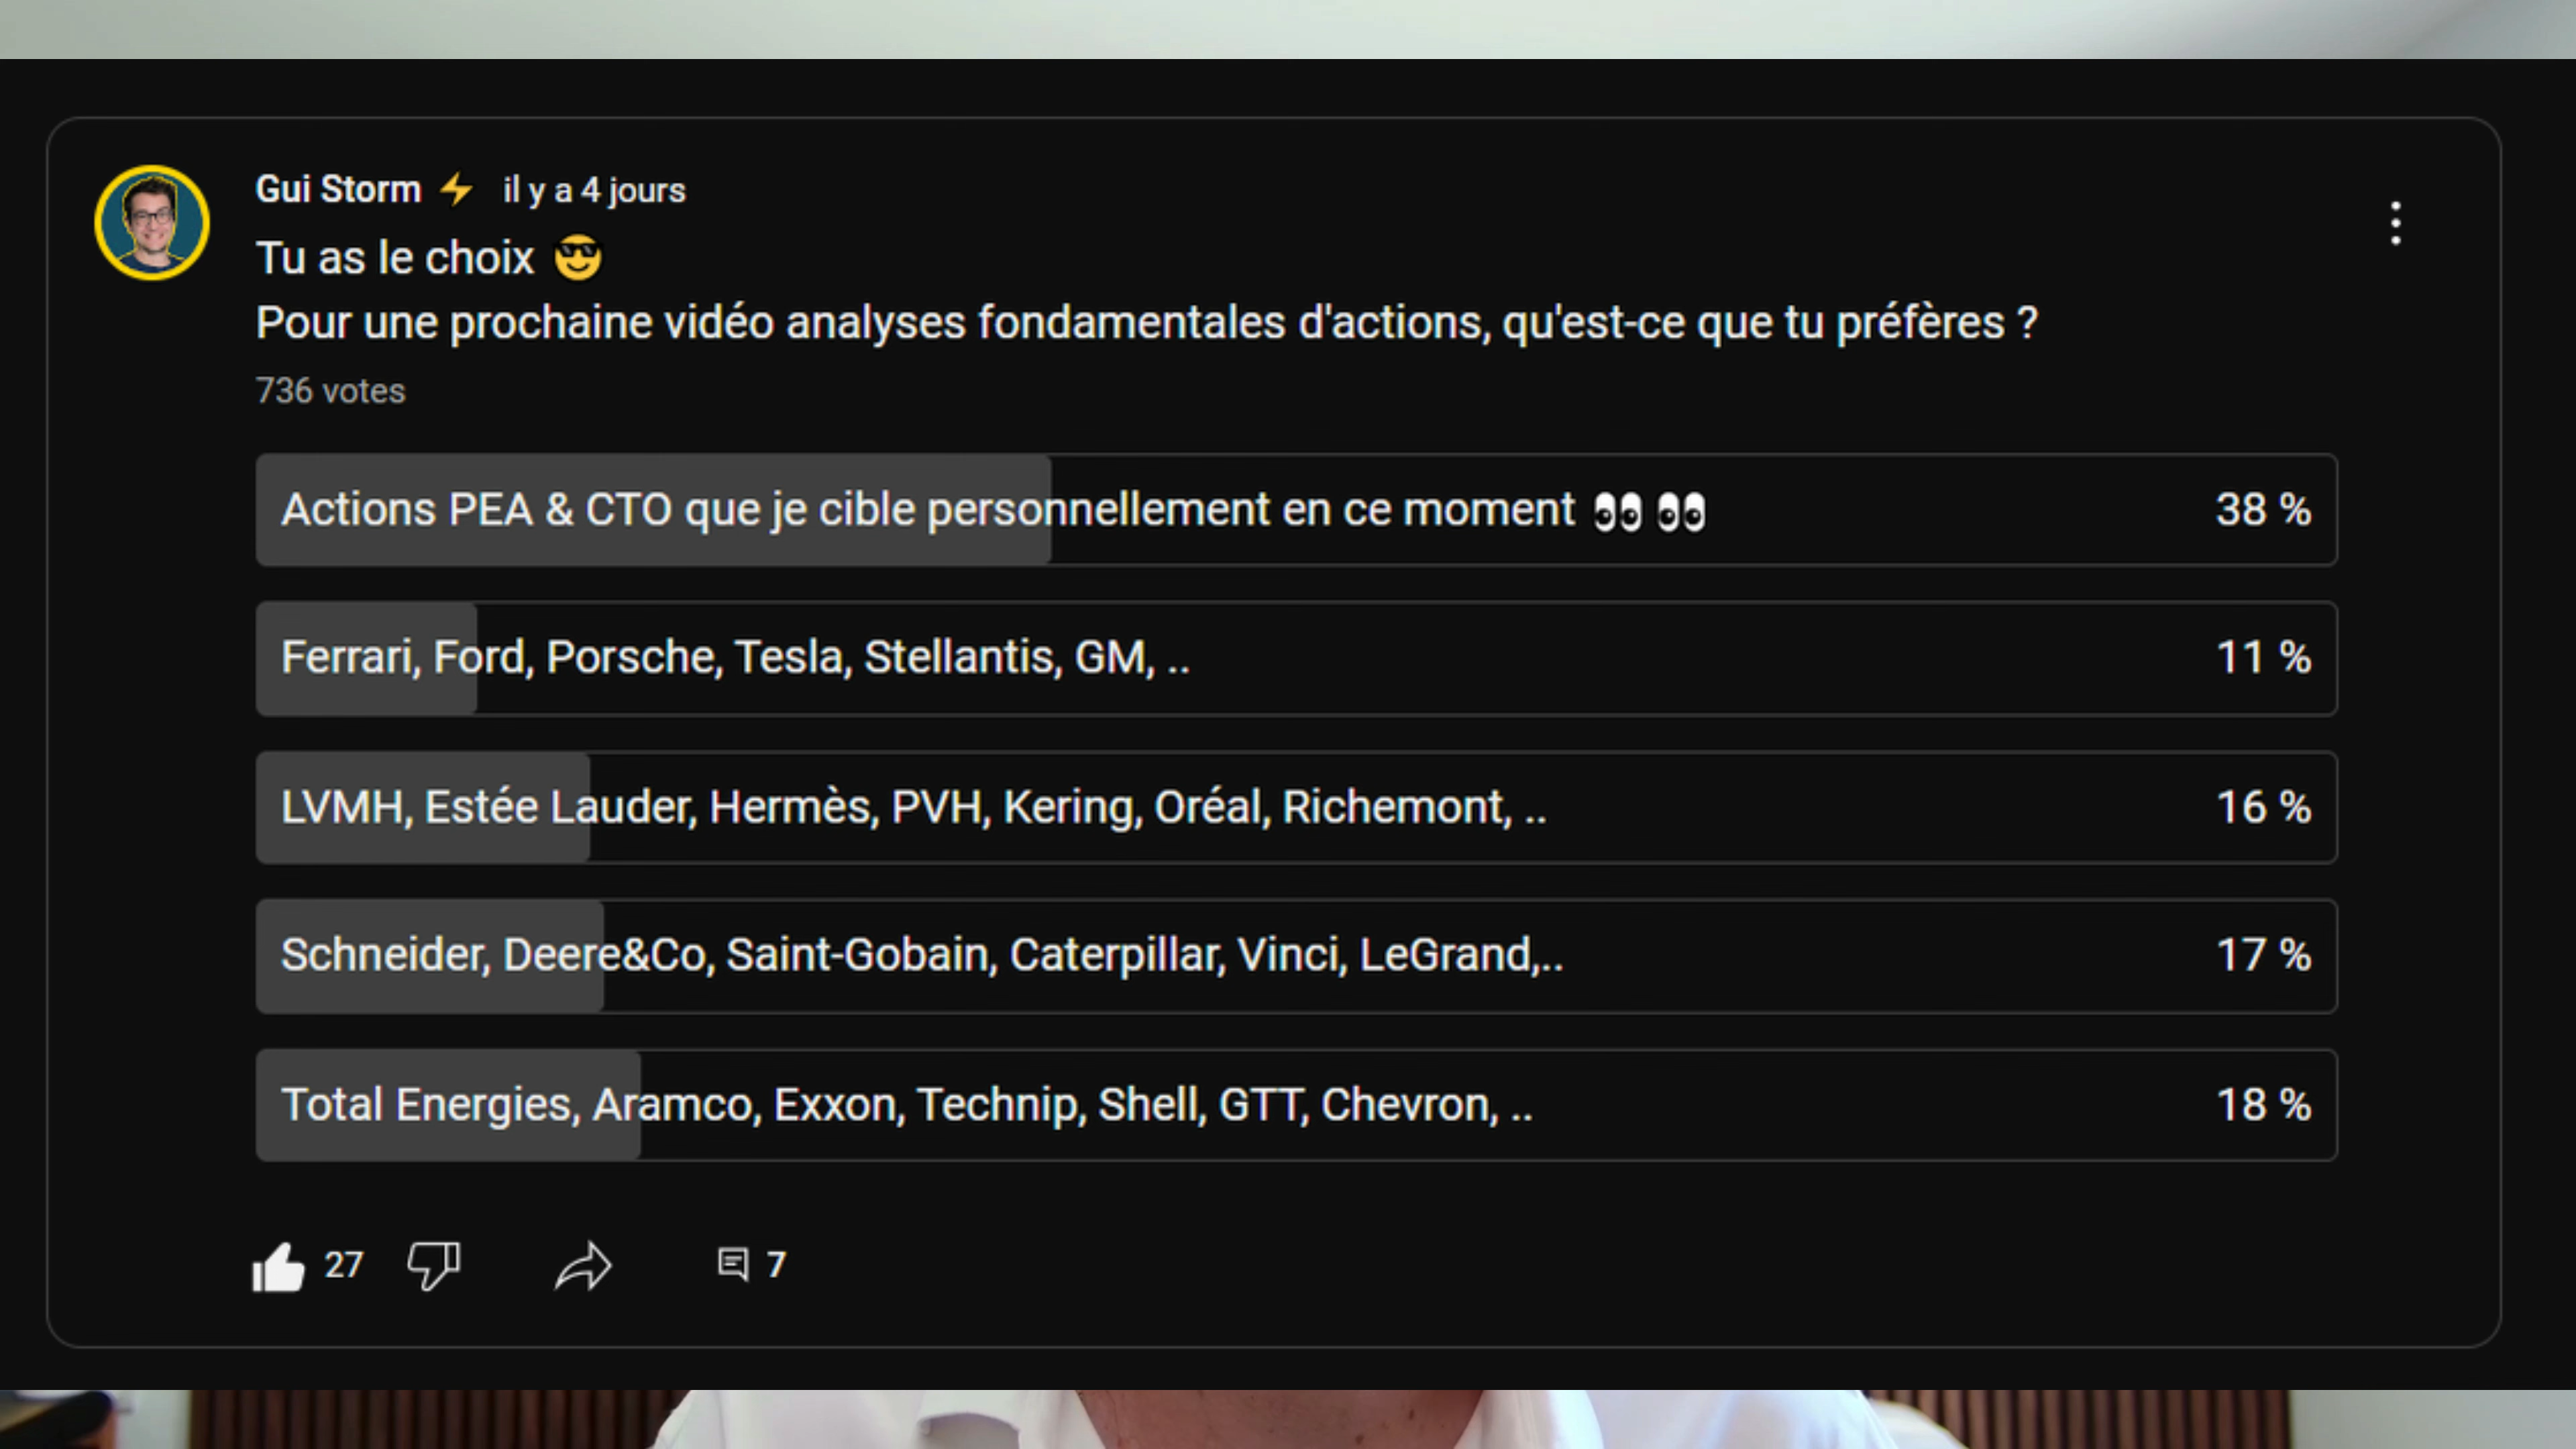 Gui Storm ⚡ il y a 4 jours
Tu as le choix 😎
Pour une prochaine vidéo analyses fondamentales d'actions, qu'est-ce que tu préfères ?
736 votes
Actions PEA & CTO que je cible personnellement en ce moment 👀 👀 38 %
Ferrari, Ford, Porsche, Tesla, Stellantis, GM, .. 11 %
LVMH, Estée Lauder, Hermès, PVH, Kering, Oréal, Richemont, .. 16 %
Schneider, Deere&Co, Saint-Gobain, Caterpillar, Vinci, LeGrand,.. 17 %
Total Energies, Aramco, Exxon, Technip, Shell, GTT, Chevron, .. 18 %
27 7